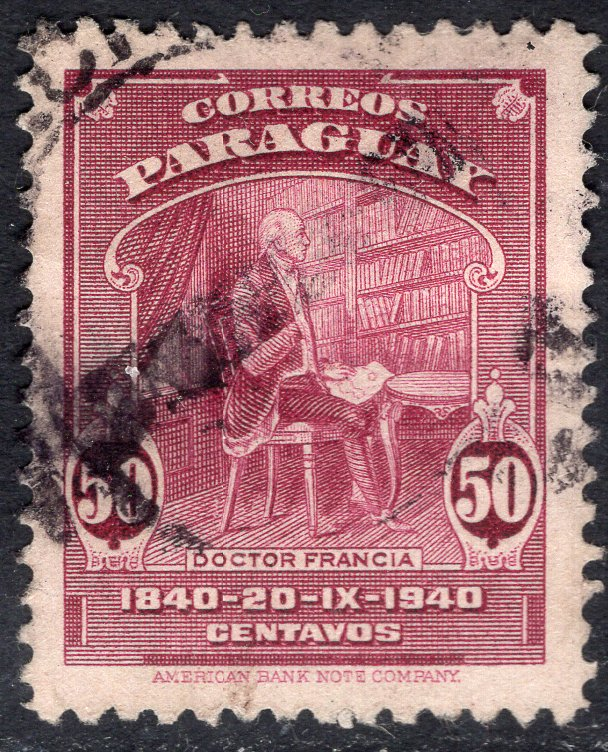 CORREOS
PARAGUAY
50 50
DOCTOR FRANCIA
1840-20-IX-1940
CENTAVOS
AMERICAN BANK NOTE COMPANY.